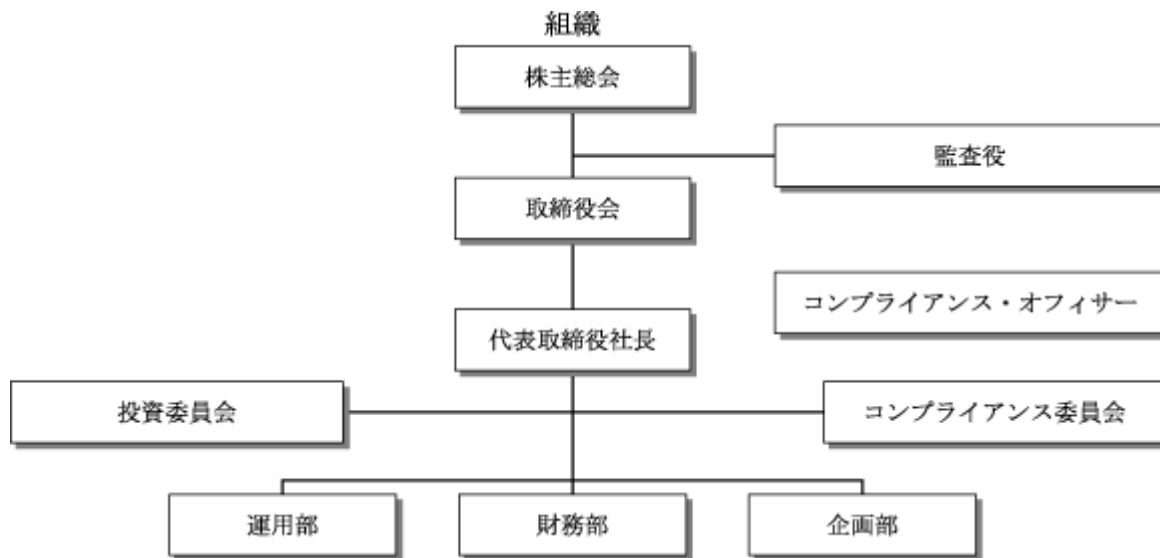 組織
株主総会
監査役
取締役会
コンプライアンス・オフィサー
代表取締役社長
投資委員会
コンプライアンス委員会
運用部
財務部
企画部